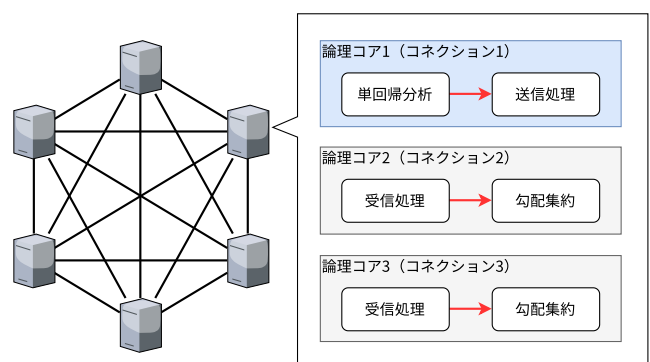 論理コア1（コネクション1）
単回帰分析
送信処理
論理コア2（コネクション2）
受信処理
勾配集約
論理コア3（コネクション3）
受信処理
勾配集約